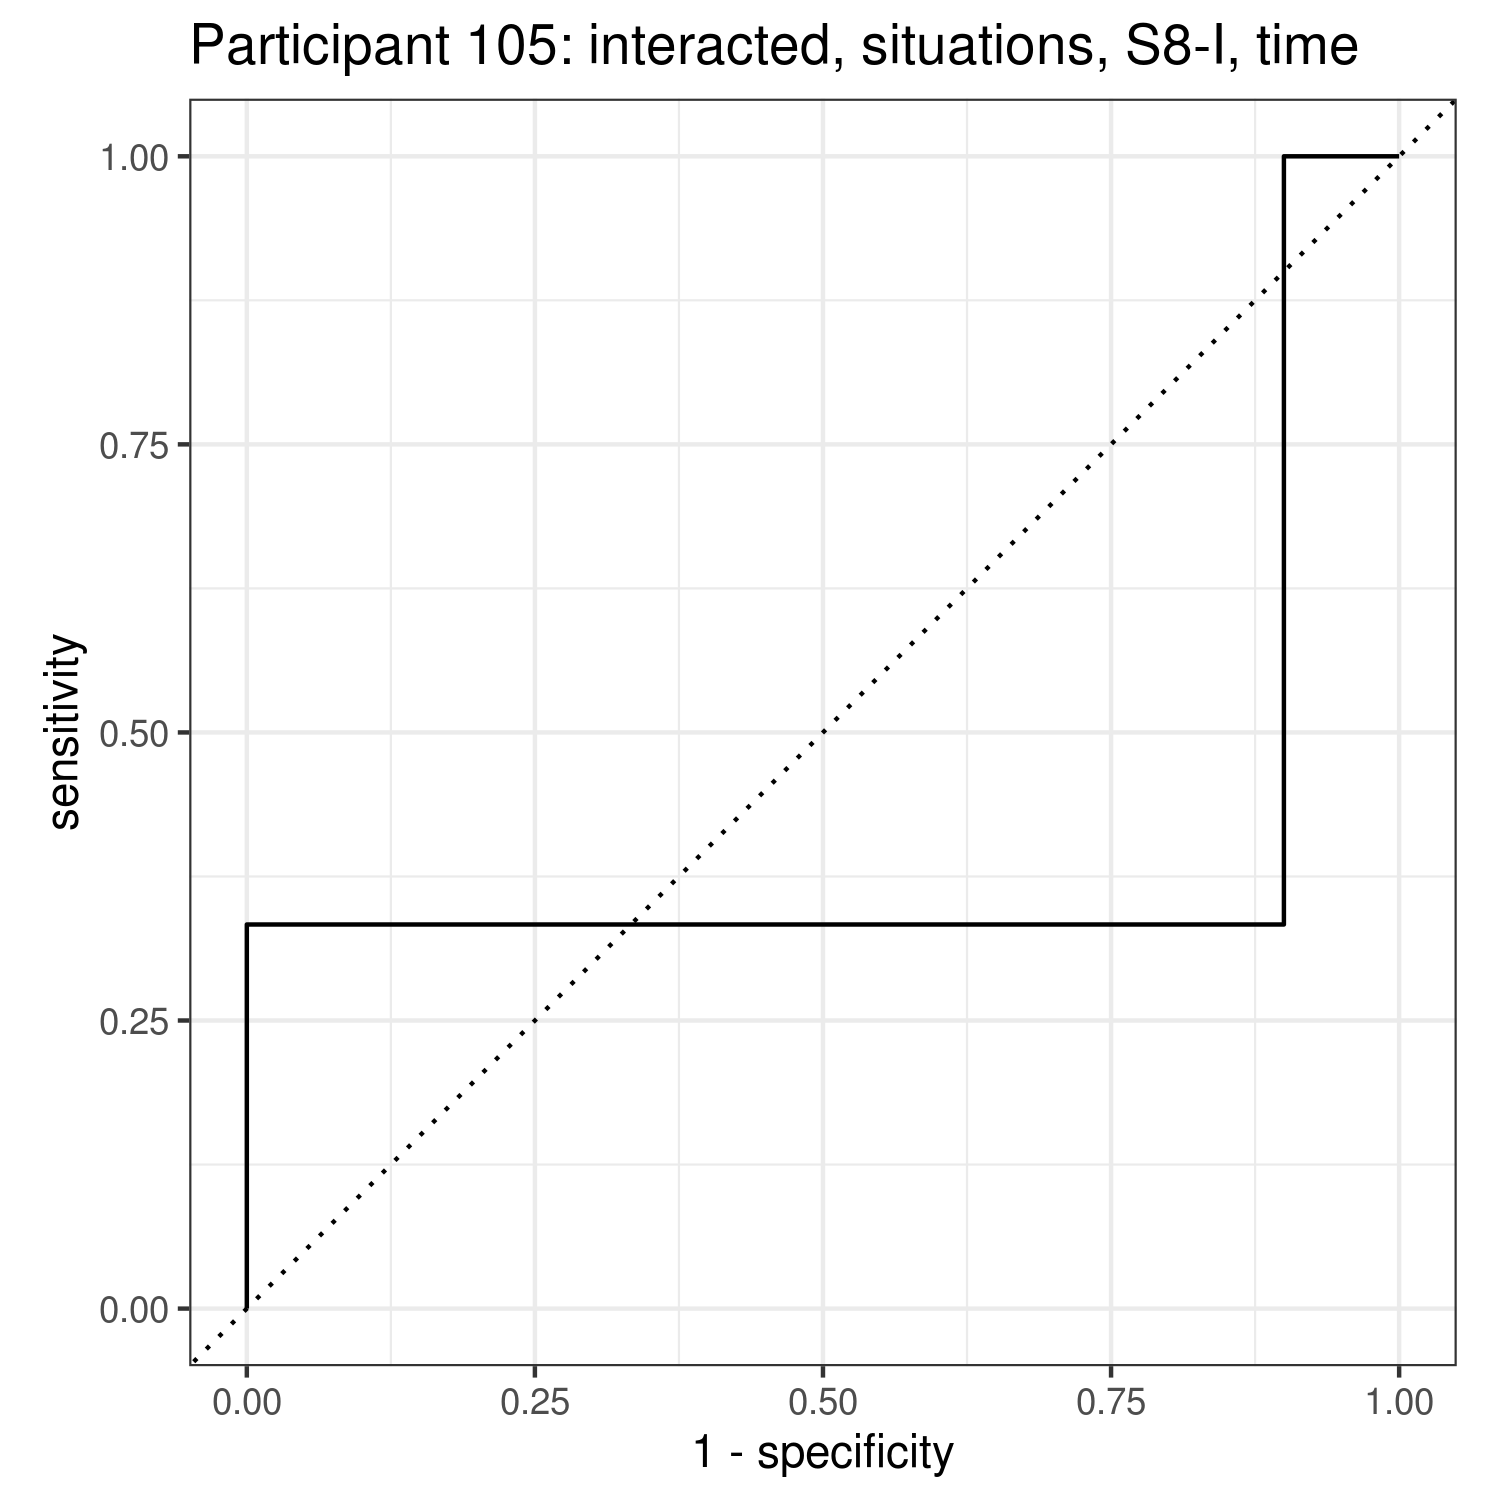 Participant 105: interacted, situations, S8-I, time
1.00
0.75
0.50
0.25
0.00
sensitivity
0.00 0.25 0.50 0.75 1.00
1 - specificity